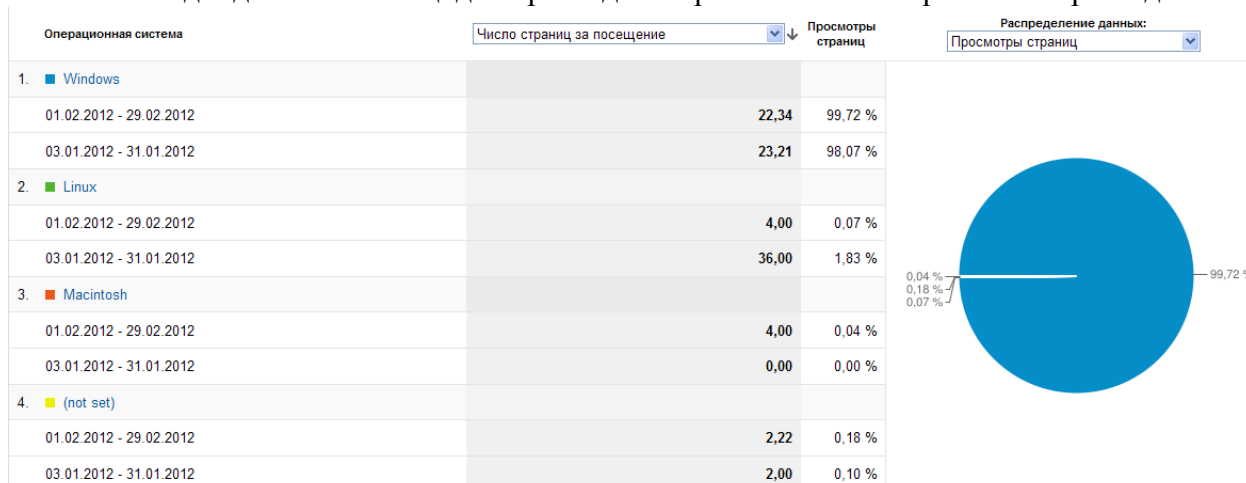 Операционная система Число страниц за посещение Просмотры страниц Распределение данных:
Просмотры страниц
1. Windows
01.02.2012 - 29.02.2012 22,34 99,72 %
03.01.2012 - 31.01.2012 23,21 98,07 %
2. Linux
01.02.2012 - 29.02.2012 4,00 0,07 %
03.01.2012 - 31.01.2012 36,00 1,83 %
3. Macintosh
01.02.2012 - 29.02.2012 4,00 0,04 %
03.01.2012 - 31.01.2012 0,00 0,00 %
4. (not set)
01.02.2012 - 29.02.2012 2,22 0,18 %
03.01.2012 - 31.01.2012 2,00 0,10 %
0,04 %
0,18 %
0,07 %
99,72 %